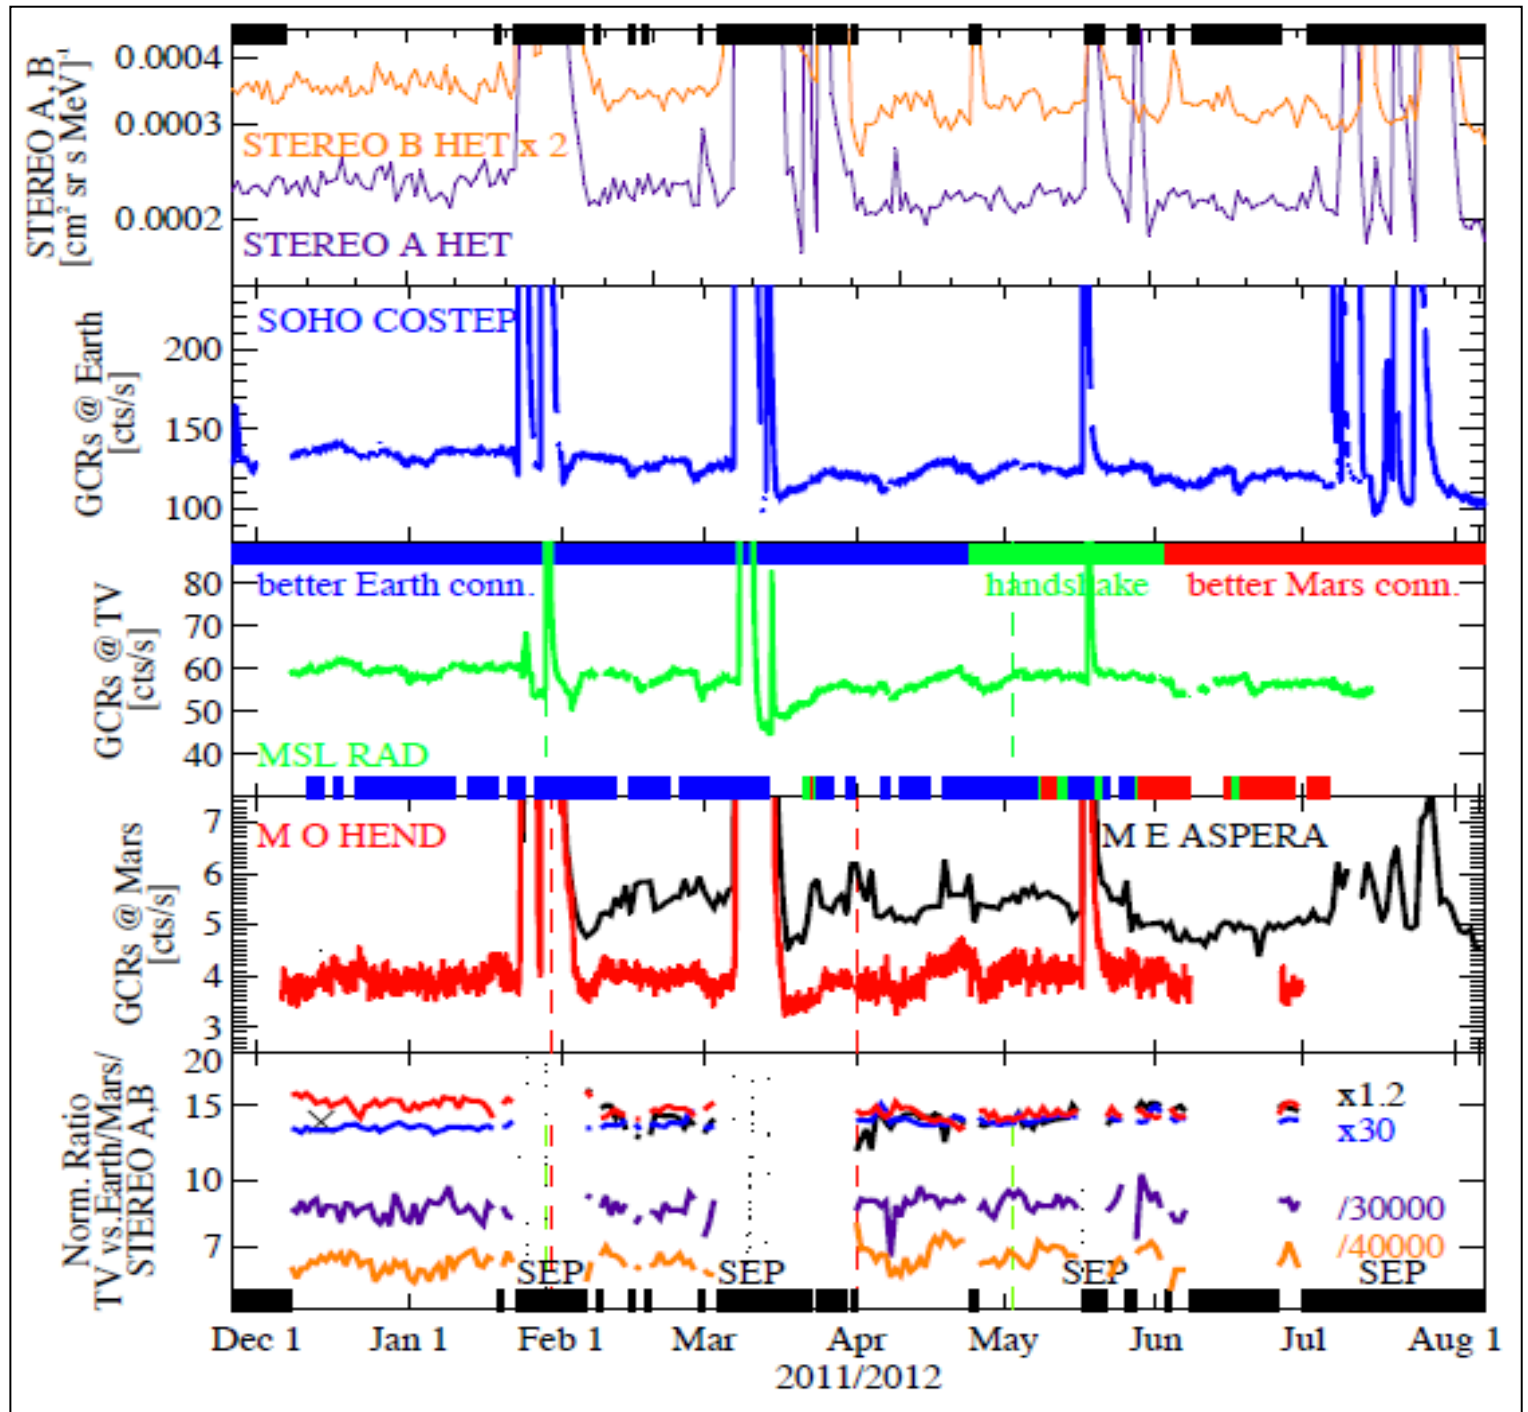 STEREO A,B
[cm² sr s MeV]⁻¹
0.0004
0.0003
0.0002
STEREO B HET x 2
STEREO A HET
GCRs @ Earth
[cts/s]
200
150
100
SOHO COSTEP
GCRs @ TV
[cts/s]
80
70
60
50
40
better Earth conn.
handshake
better Mars conn.
MSL RAD
GCRs @ Mars
[cts/s]
7
6
5
4
3
M O HEND
M E ASPERA
Norm. Ratio
TV vs.Earth/Mars/
STEREO A,B
20
15
10
7
x1.2
x30
/30000
/40000
SEP
SEP
SEP
SEP
Dec 1
Jan 1
Feb 1
Mar
Apr
May
Jun
Jul
Aug 1
2011/2012